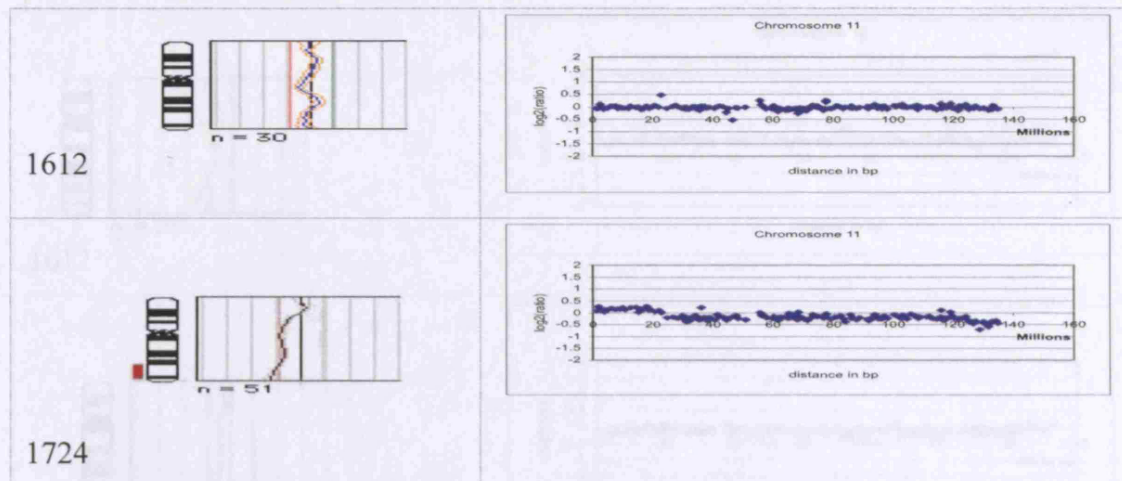 Chromosome 11
2
1.5
1
0.5
0
-0.5
-1
-1.5
-2
log2(ratio)
0 20 40 60 80 100 120 140 160
Millions
distance in bp
n = 30
1612
Chromosome 11
2
1.5
1
0.5
0
-0.5
-1
-1.5
-2
log2(ratio)
0 20 40 60 80 100 120 140 160
Millions
distance in bp
n = 51
1724